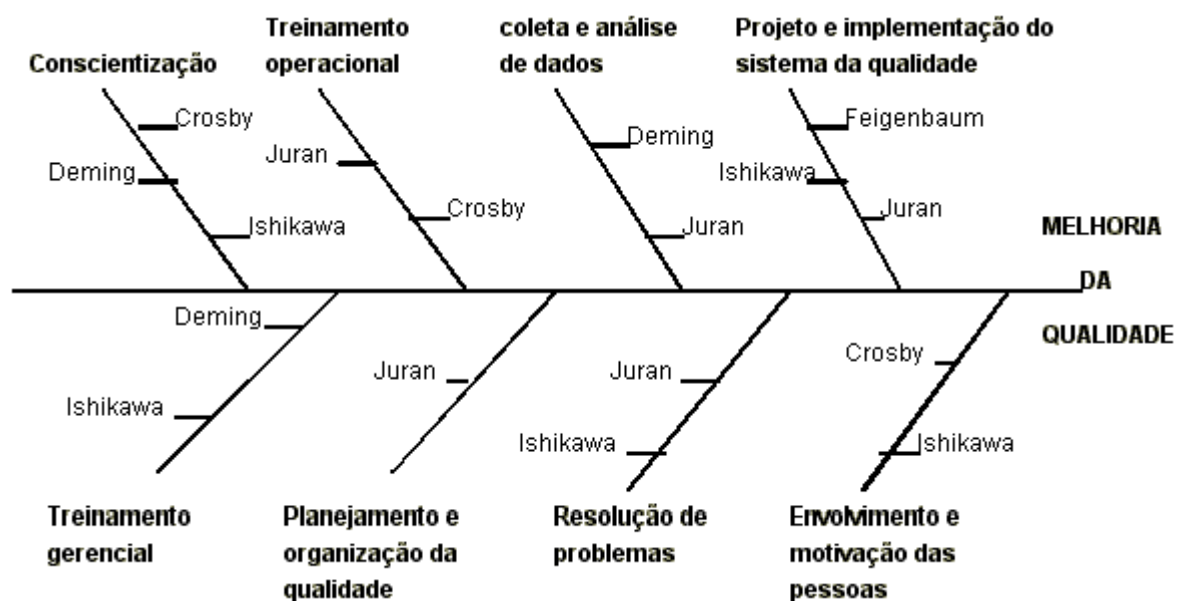 Treinamento
operacional
coleta e análise
de dados
Projeto e implementação do
sistema da qualidade
Conscientização
Crosby
Deming
Ishikawa
Juran
Crosby
Deming
Juran
Feigenbaum
Ishikawa
Juran
MELHORIA
DA
QUALIDADE
Deming
Ishikawa
Juran
Juran
Ishikawa
Crosby
Ishikawa
Treinamento
gerencial
Planejamento e
organização da
qualidade
Resolução de
problemas
Envolvimento e
motivação das
pessoas